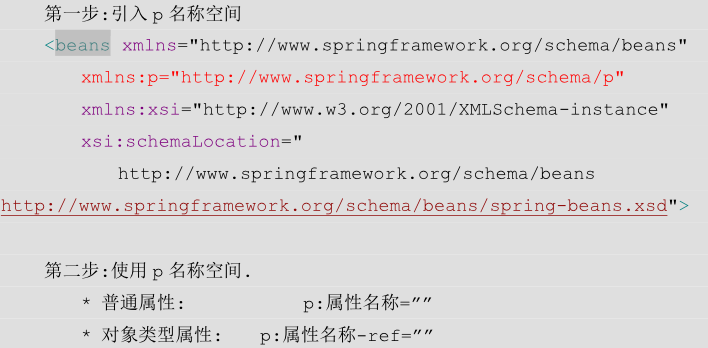 第一步:引入 p 名称空间
<beans xmlns="http://www.springframework.org/schema/beans"
xmlns:p="http://www.springframework.org/schema/p"
xmlns:xsi="http://www.w3.org/2001/XMLSchema-instance"
xsi:schemaLocation="
http://www.springframework.org/schema/beans
http://www.springframework.org/schema/beans/spring-beans.xsd">
第二步:使用 p 名称空间.
* 普通属性: p:属性名称=””
* 对象类型属性: p:属性名称-ref=””